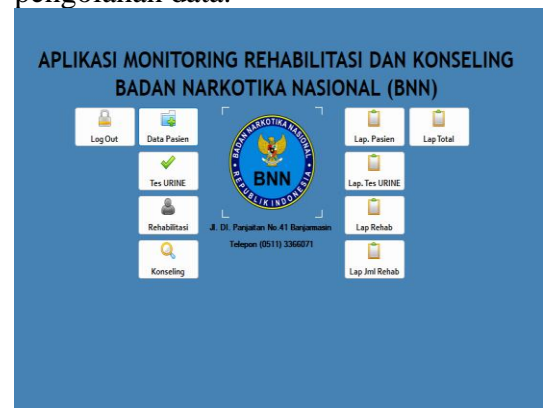 pengolahan data.
APLIKASI MONITORING REHABILITASI DAN KONSELING
BADAN NARKOTIKA NASIONAL (BNN)
Log Out
Data Pasien
Tes URINE
Rehabilitasi
Konseling
BADAN NARKOTIKA NASIONAL
BNN
REPUBLIK INDONESIA
Jl. DI. Panjaitan No.41 Banjarmasin
Telepon (0511) 3366071
Lap. Pasien
Lap Total
Lap. Tes URINE
Lap Rehab
Lap Jml Rehab